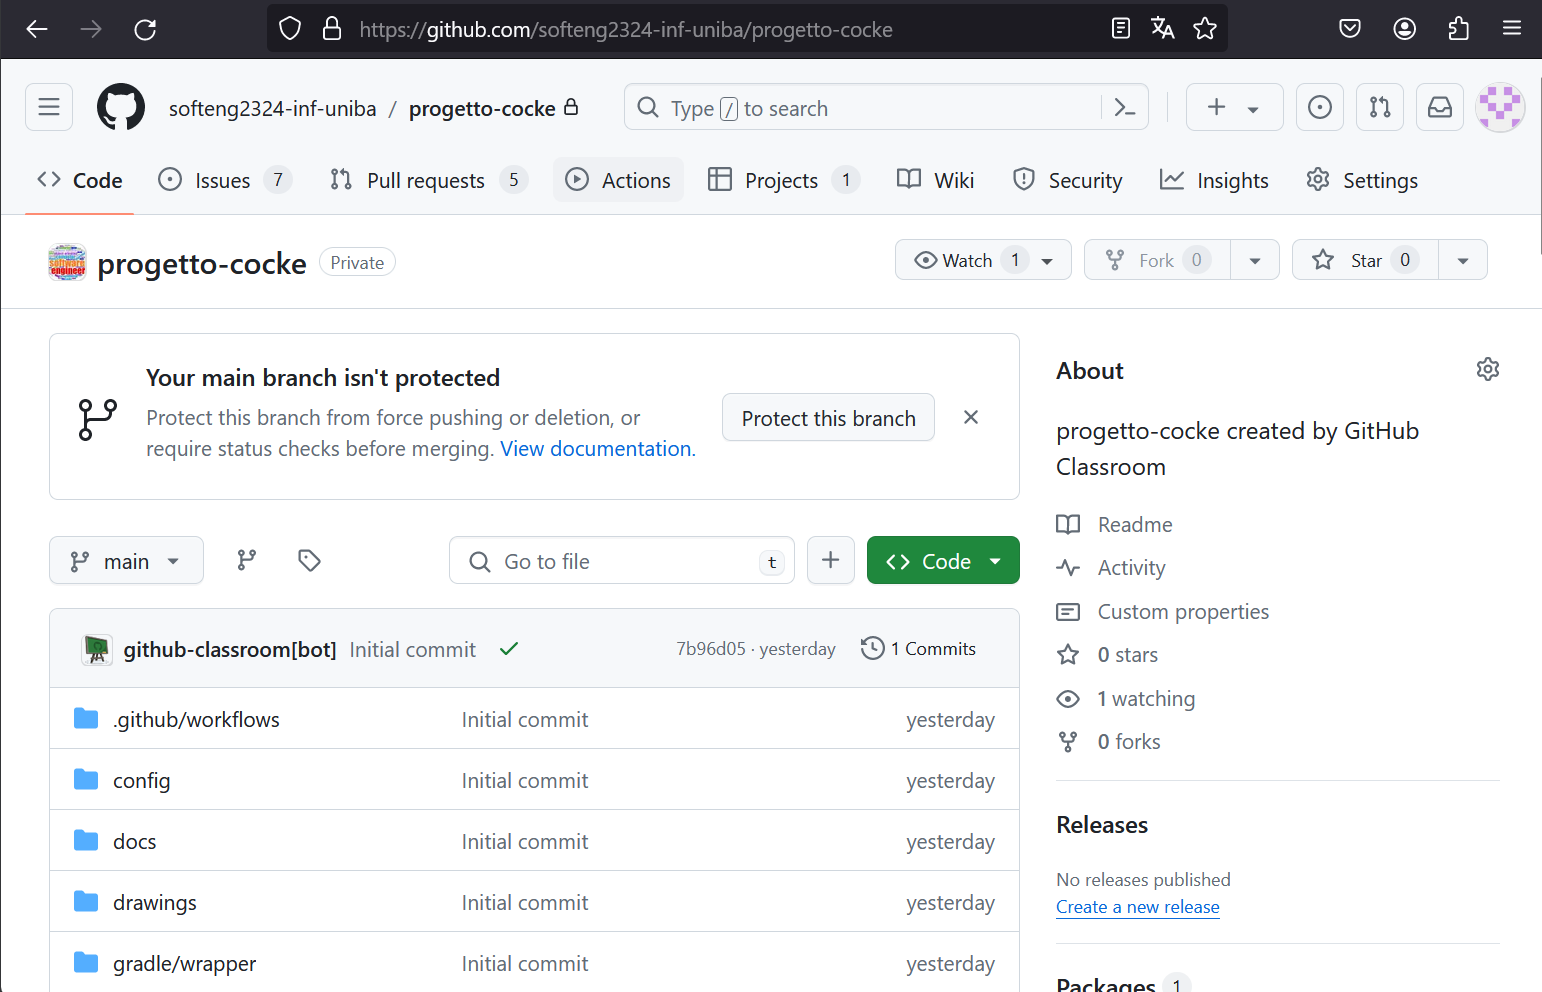 https://github.com/softeng2324-inf-uniba/progetto-cocke
softeng2324-inf-uniba / progetto-cocke
Type / to search
Code
Issues 7
Pull requests 5
Actions
Projects 1
Wiki
Security
Insights
Settings
software engineer
progetto-cocke Private
Watch 1
Fork 0
Star 0
Your main branch isn't protected
Protect this branch from force pushing or deletion, or
require status checks before merging. View documentation.
Protect this branch
main
Go to file t
Code
github-classroom[bot] Initial commit
7b96d05 · yesterday
1 Commits
.github/workflows Initial commit yesterday
config Initial commit yesterday
docs Initial commit yesterday
drawings Initial commit yesterday
gradle/wrapper Initial commit yesterday
About
progetto-cocke created by GitHub
Classroom
Readme
Activity
Custom properties
0 stars
1 watching
0 forks
Releases
No releases published
Create a new release
Packages 1